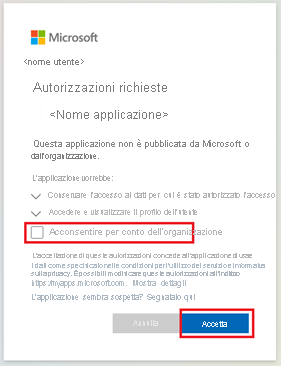 Microsoft
<nome utente>
Autorizzazioni richieste
<Nome applicazione>
Questa applicazione non è pubblicata da Microsoft o
dall'organizzazione.
L'applicazione potrebbe:
Conservare l'accesso ai dati per cui è stato autorizzato l'accesso
Accedere e visualizzare il profilo dell'utente
Acconsentire per conto dell'organizzazione
L'accettazione di queste autorizzazioni concede all'applicazione di usare
i dati come specificato nelle condizioni per l'utilizzo del servizio e informativa
sulla privacy. È possibile modificare queste autorizzazioni all'indirizzo
https://myapps.microsoft.com. Mostra dettagli
L'applicazione sembra sospetta? Segnalalo qui
Annulla
Accetta